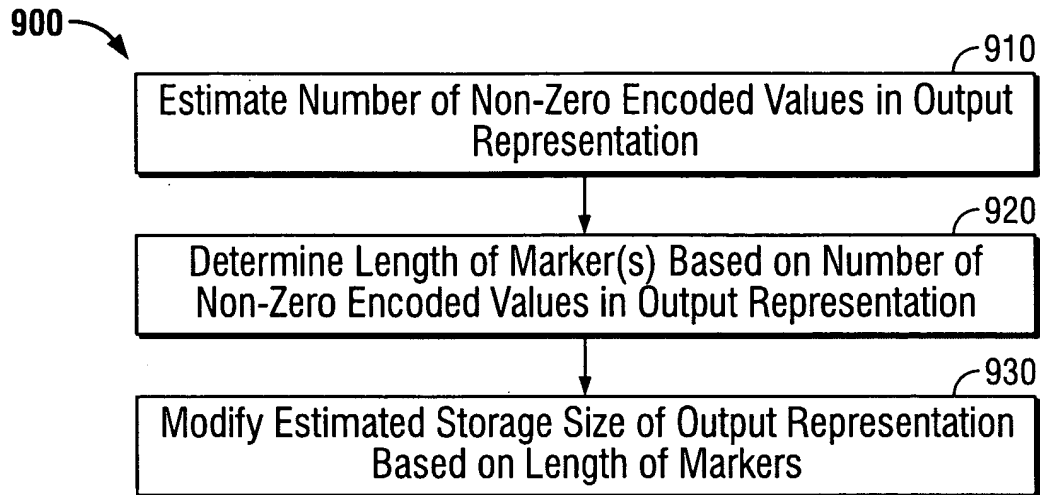 900
910
Estimate Number of Non-Zero Encoded Values in Output
Representation
920
Determine Length of Marker(s) Based on Number of
Non-Zero Encoded Values in Output Representation
930
Modify Estimated Storage Size of Output Representation
Based on Length of Markers